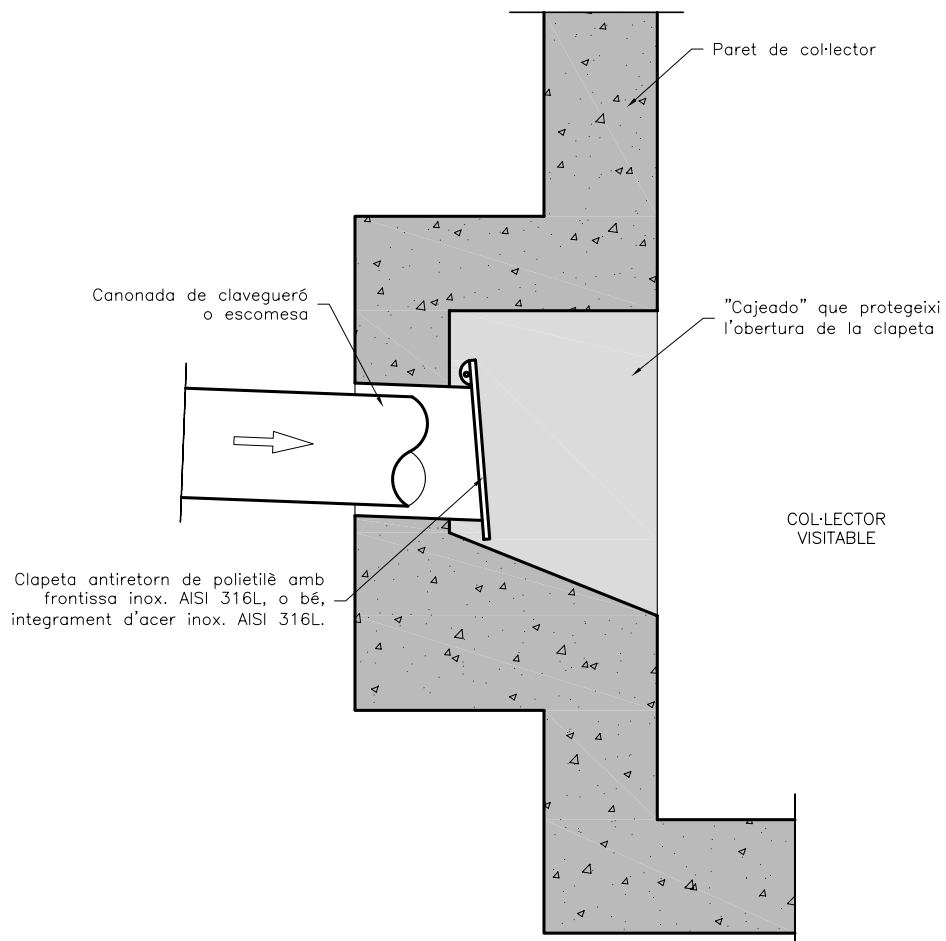 Paret de col·lector
Canonada de clavegueró
o escomesa
"Cajeado" que protegeixi
l'obertura de la clapeta
COL·LECTOR
VISITABLE
Clapeta antiretorn de polietilè amb
frontissa inox. AISI 316L, o bé,
integrament d'acer inox. AISI 316L.